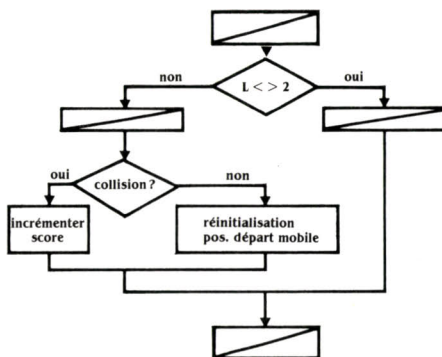 non
L < > 2
oui
oui
collision ?
non
incrémenter
score
réinitialisation
pos. départ mobile